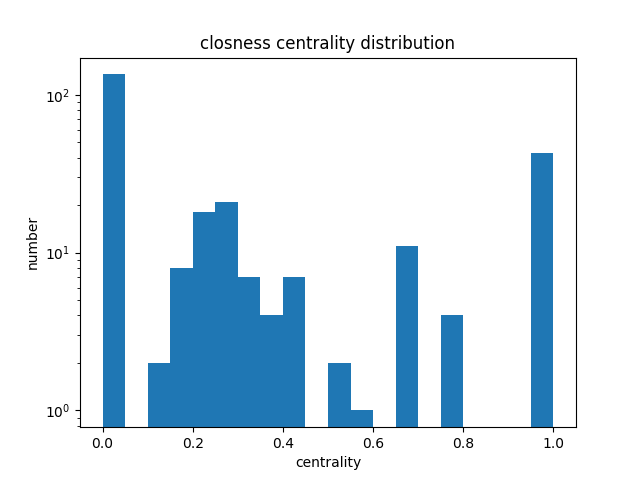 closness centrality distribution
number
10²
10¹
10⁰
0.0 0.2 0.4 0.6 0.8 1.0
centrality